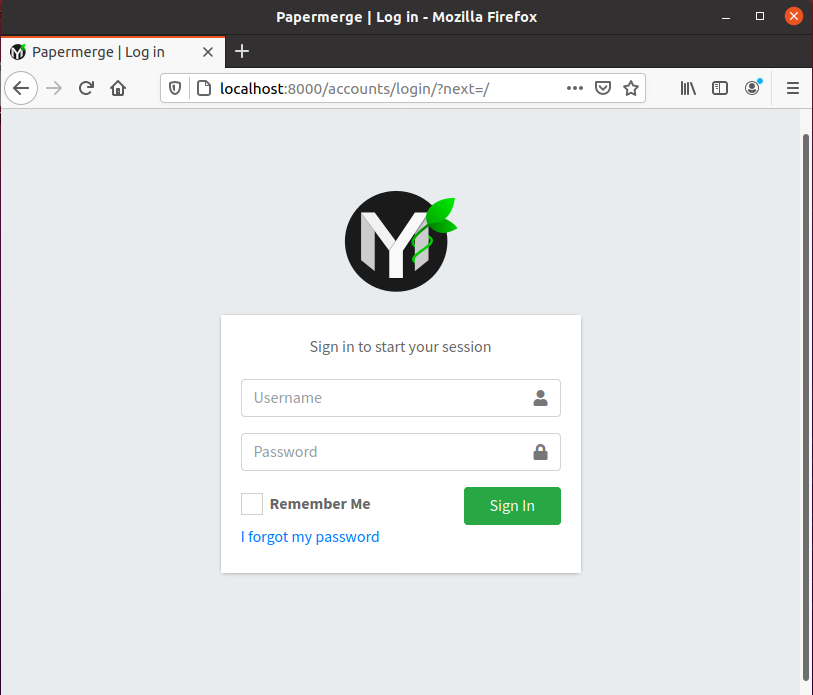 Papermerge | Log in - Mozilla Firefox
Papermerge | Log in
localhost:8000/accounts/login/?next=/
Sign in to start your session
Username
Password
Remember Me
Sign In
I forgot my password